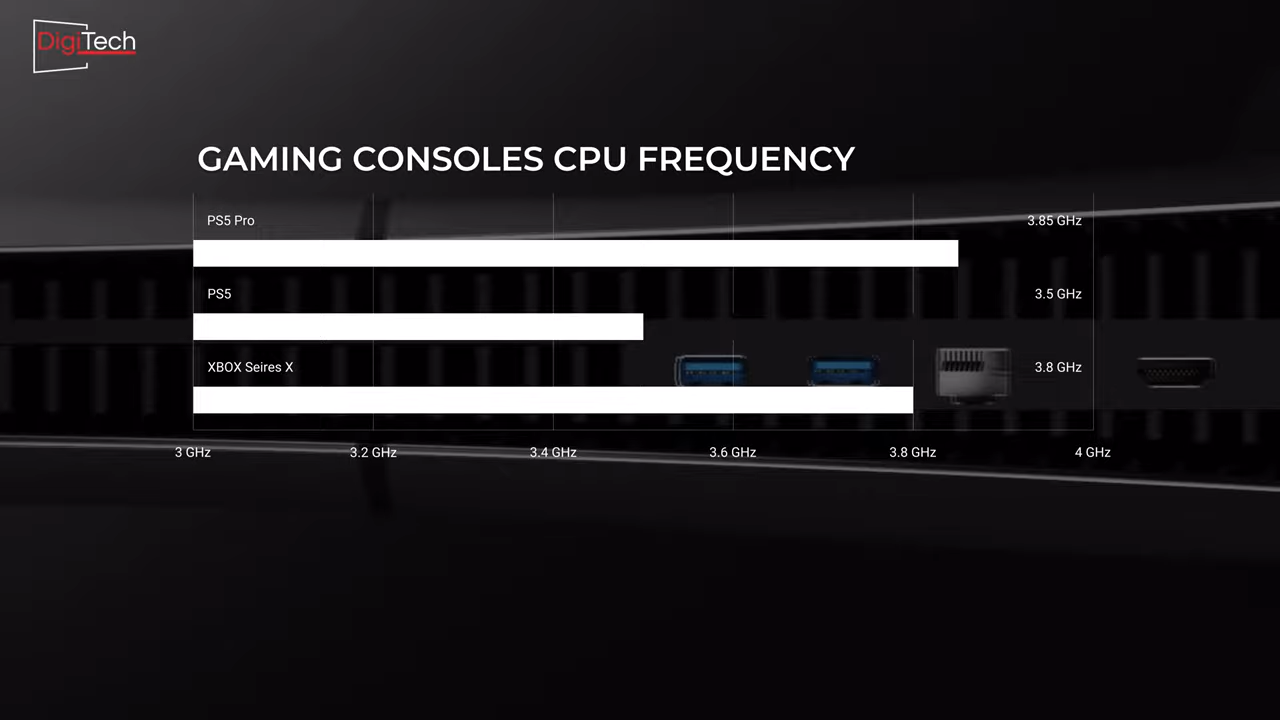 DigiTech
GAMING CONSOLES CPU FREQUENCY
PS5 Pro 3.85 GHz
PS5 3.5 GHz
XBOX Seires X 3.8 GHz
3 GHz 3.2 GHz 3.4 GHz 3.6 GHz 3.8 GHz 4 GHz